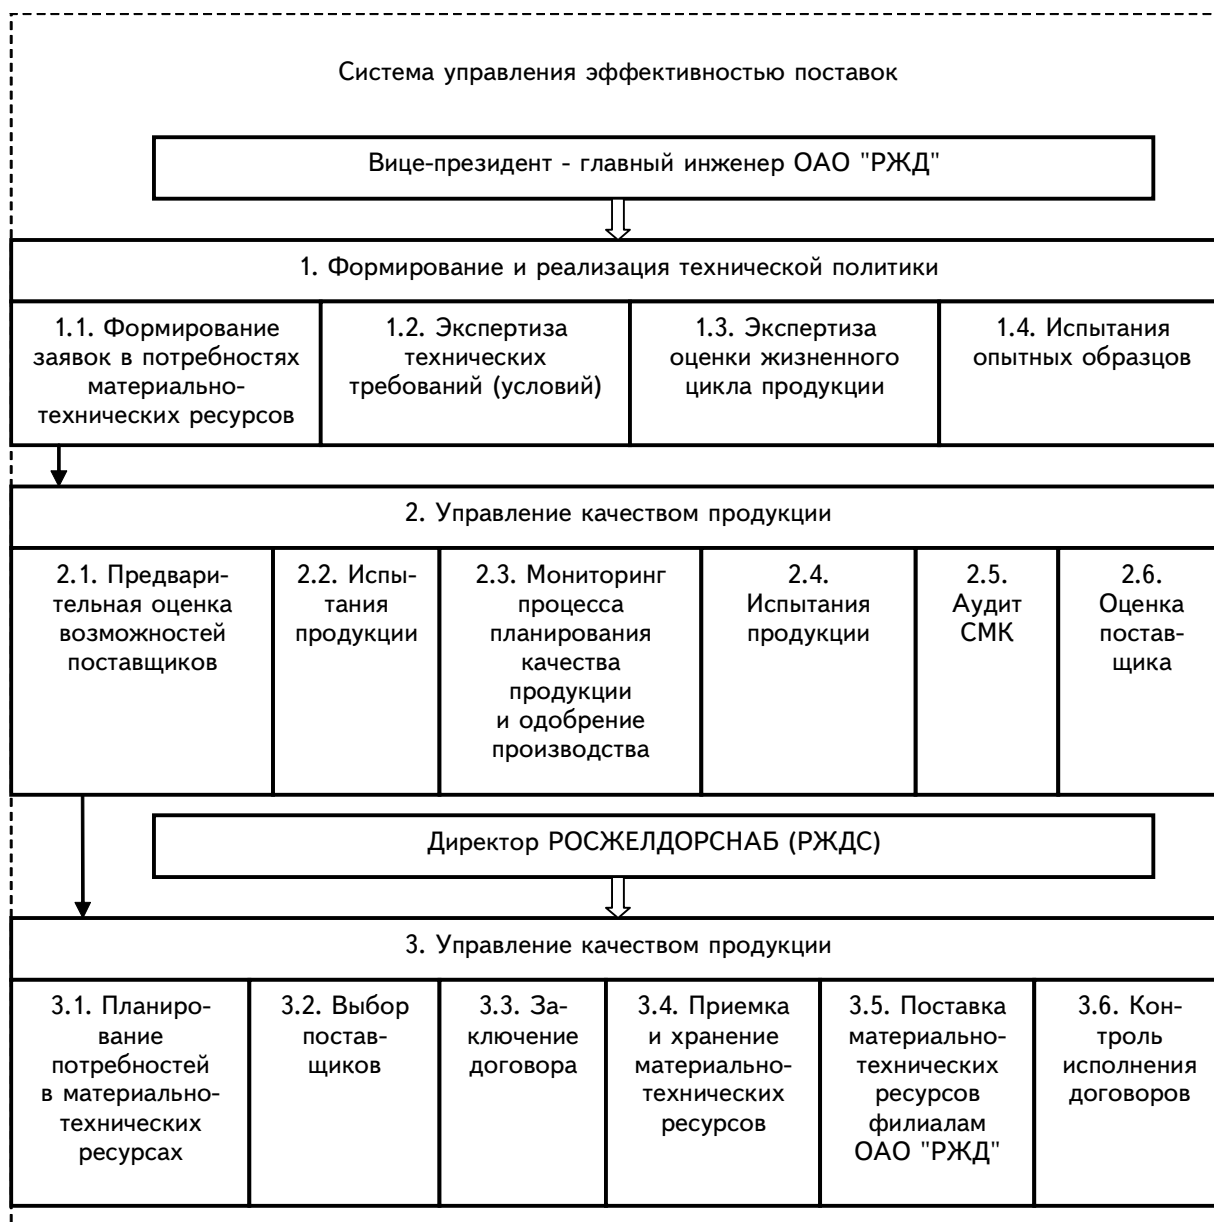 Система управления эффективностью поставок
Вице-президент - главный инженер ОАО "РЖД"
1. Формирование и реализация технической политики
1.1. Формирование
заявок в потребностях
материально-
технических ресурсов
1.2. Экспертиза
технических
требований (условий)
1.3. Экспертиза
оценки жизненного
цикла продукции
1.4. Испытания
опытных образцов
2. Управление качеством продукции
2.1. Предвари-
тельная оценка
возможностей
поставщиков
2.2. Испы-
тания
продукции
2.3. Мониторинг
процесса
планирования
качества
продукции
и одобрение
производства
2.4.
Испытания
продукции
2.5.
Аудит
СМК
2.6.
Оценка
постав-
щика
Директор РОСЖЕЛДОРСНАБ (РЖДС)
3. Управление качеством продукции
3.1. Планиро-
вание
потребностей
в материально-
технических
ресурсах
3.2. Выбор
постав-
щиков
3.3. За-
ключение
договора
3.4. Приемка
и хранение
материально-
технических
ресурсов
3.5. Поставка
материально-
технических
ресурсов
филиалам
ОАО "РЖД"
3.6. Кон-
троль
исполнения
договоров